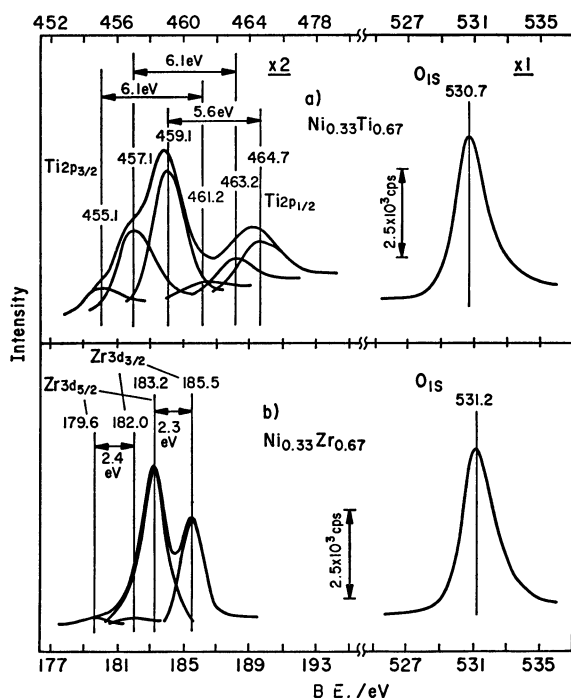 452 456 460 464 478 527 531 535
6.1eV
x2
x1
6.1eV
a)
O1S
5.6eV
Ni0.33Ti0.67
530.7
459.1
Ti2p3/2
457.1
464.7
463.2
461.2
Ti2p1/2
455.1
2.5x10³cps
Intensity
Zr3d3/2
Zr3d5/2
183.2
185.5
O1S
179.6
182.0
b)
531.2
2.3
eV
Ni0.33Zr0.67
2.4
eV
2.5x10³cps
177 181 185 189 193 527 531 535
B E, /eV